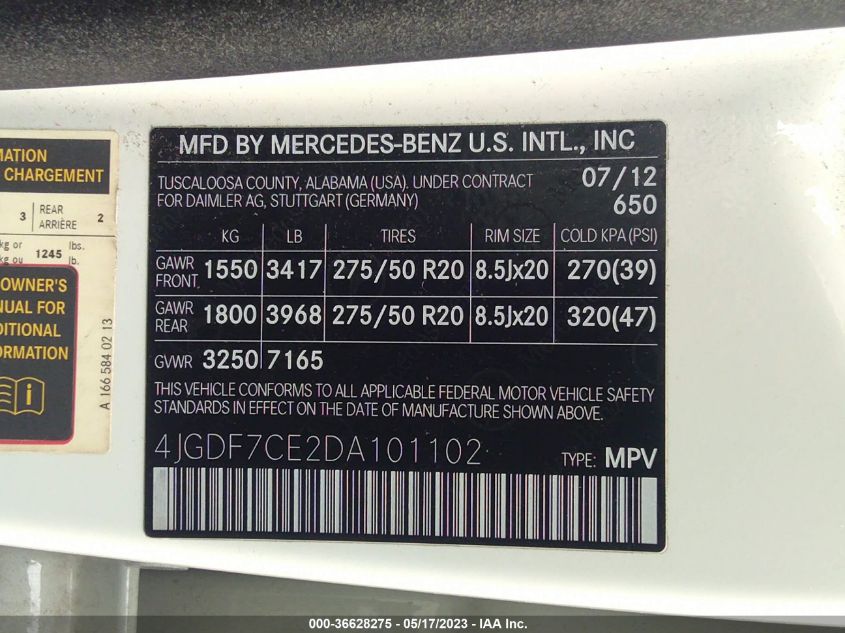 MATION
CHARGEMENT
3 REAR ARRIÈRE 2
kg or
kg ou 1245 lbs. lb.
OWNER'S
NUAL FOR
DITIONAL
ORMATION
A 166 584 02 13
MFD BY MERCEDES-BENZ U.S. INTL., INC
TUSCALOOSA COUNTY, ALABAMA (USA). UNDER CONTRACT 07/12
FOR DAIMLER AG, STUTTGART (GERMANY) 650
KG LB TIRES RIM SIZE COLD KPA (PSI)
GAWR FRONT 1550 3417 275/50 R20 8.5Jx20 270(39)
GAWR REAR 1800 3968 275/50 R20 8.5Jx20 320(47)
GVWR 3250 7165
THIS VEHICLE CONFORMS TO ALL APPLICABLE FEDERAL MOTOR VEHICLE SAFETY
STANDARDS IN EFFECT ON THE DATE OF MANUFACTURE SHOWN ABOVE.
4JGDF7CE2DA101102 TYPE: MPV
000-36628275 — 05/17/2023 — IAA Inc.